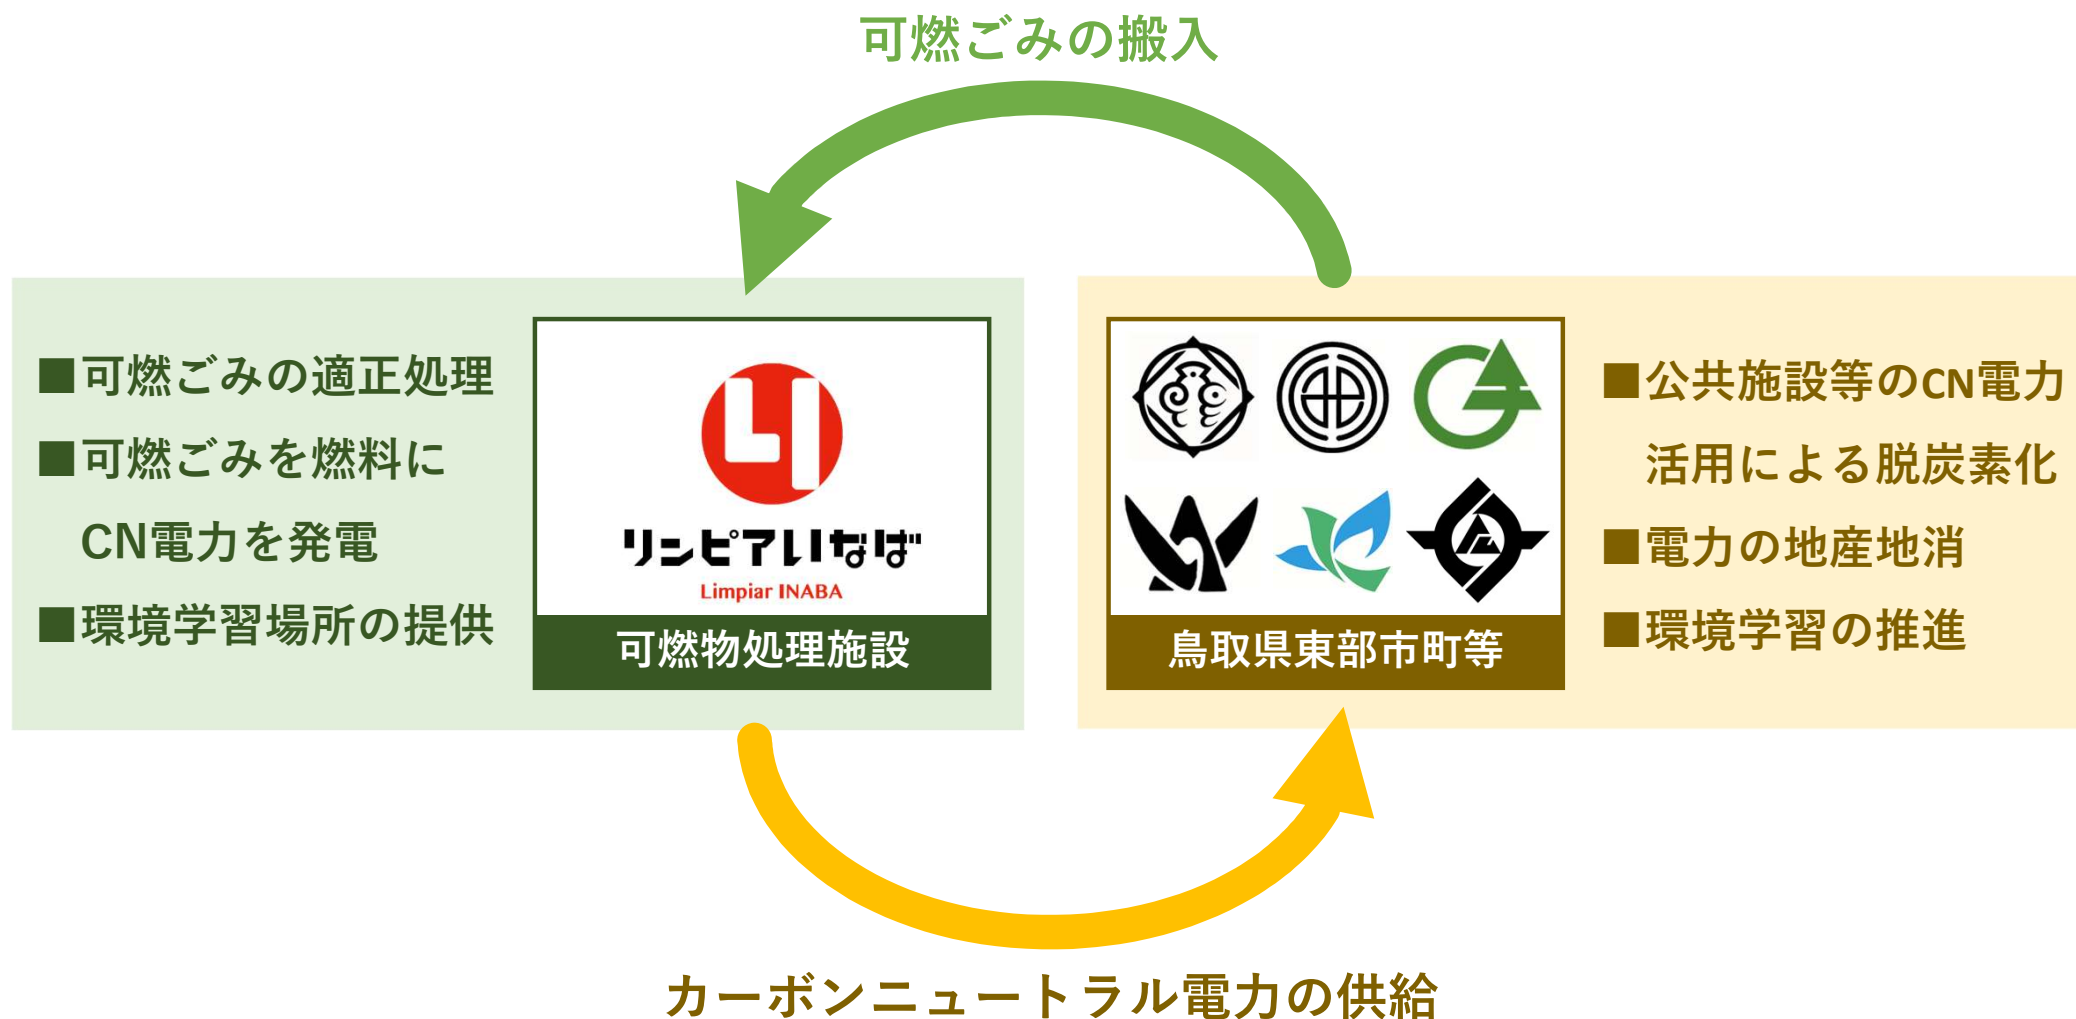 可燃ごみの搬入
■可燃ごみの適正処理
■可燃ごみを燃料に
CN電力を発電
■環境学習場所の提供
リンピアいなば
Limpiar INABA
可燃物処理施設
鳥取県東部市町等
■公共施設等のCN電力
活用による脱炭素化
■電力の地産地消
■環境学習の推進
カーボンニュートラル電力の供給